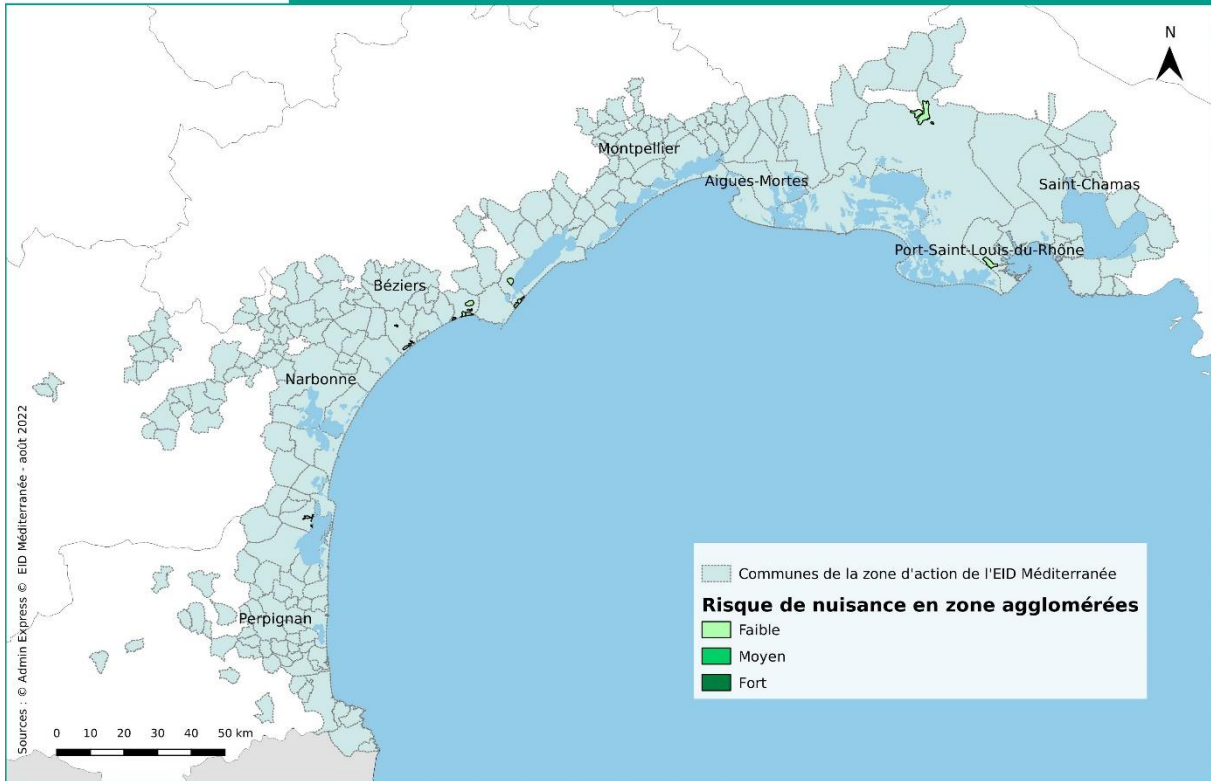 N
Montpellier
Aigues-Mortes
Saint-Chamas
Port-Saint-Louis-du-Rhône
Béziers
Narbonne
Perpignan
Communes de la zone d'action de l'EID Méditerranée
Risque de nuisance en zone agglomérées
Faible
Moyen
Fort
0 10 20 30 40 50 km
Sources : © Admin Express © EID Méditerranée - août 2022